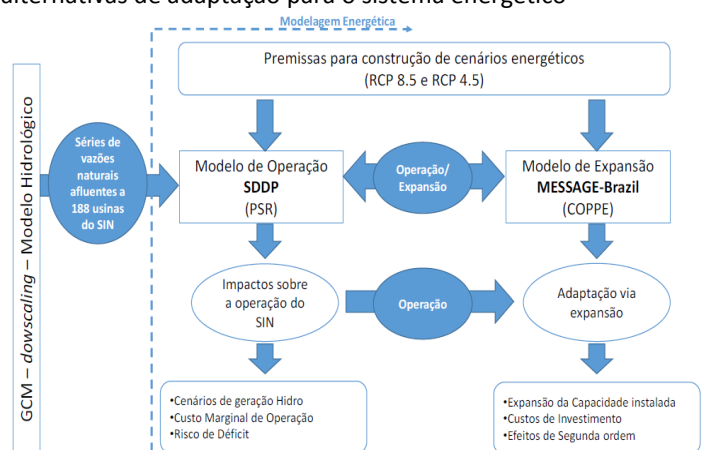 alternativas de adaptação para o sistema energético
Modelagem Energética
Premissas para construção de cenários energéticos
(RCP 8.5 e RCP 4.5)
GCM – dowscaling – Modelo Hidrológico
Séries de
vazões
naturais
afluentes a
188 usinas
do SIN
Modelo de Operação
SDDP
(PSR)
Operação/
Expansão
Modelo de Expansão
MESSAGE-Brazil
(COPPE)
Impactos sobre
a operação do
SIN
Operação
Adaptação via
expansão
•Cenários de geração Hidro
•Custo Marginal de Operação
•Risco de Déficit
•Expansão da Capacidade instalada
•Custos de Investimento
•Efeitos de Segunda ordem